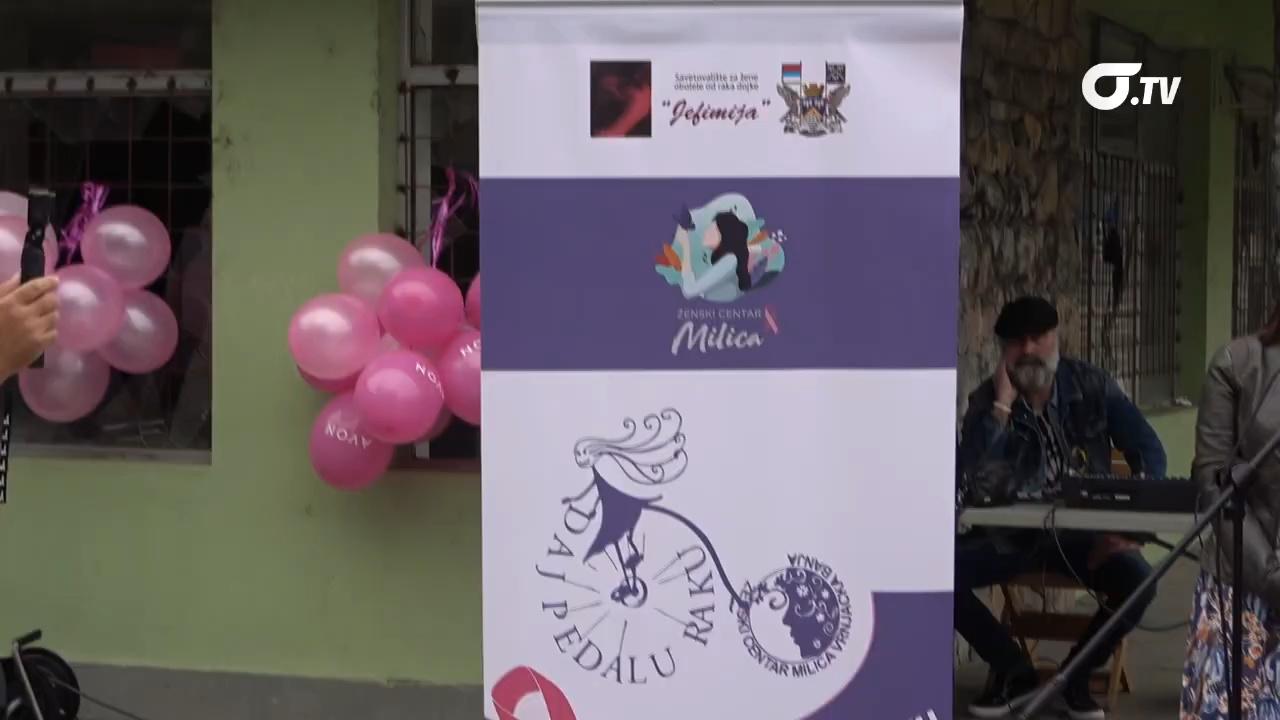 O.TV
Savetovalište za žene
obolele od raka dojke
"Jefimija"
ŽENSKI CENTAR
Milica
DAJ PEDALU RAKU
ŽENSKI CENTAR MILICA VRNJAČKA BANJA
AVON